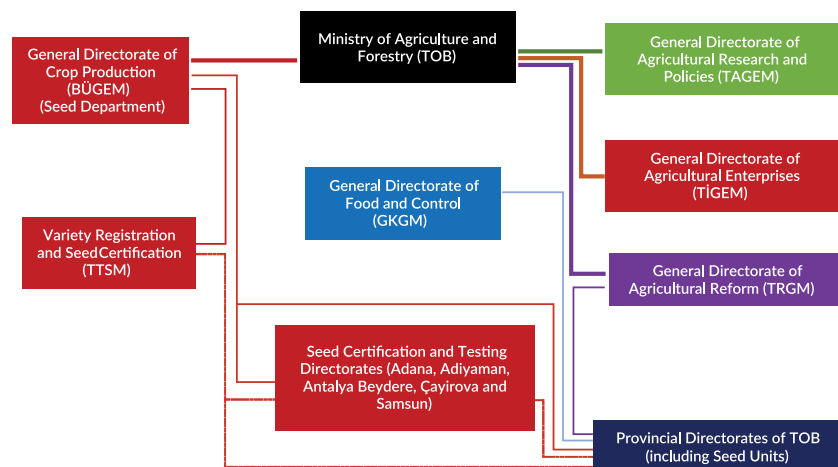 General Directorate of
Crop Production
(BÜGEM)
(Seed Department)
Ministry of Agriculture and
Forestry (TOB)
General Directorate of
Agricultural Research and
Policies (TAGEM)
General Directorate of
Food and Control
(GKGM)
General Directorate of
Agricultural Enterprises
(TİGEM)
Variety Registration
and SeedCertification
(TTSM)
General Directorate of
Agricultural Reform (TRGM)
Seed Certification and Testing
Directorates (Adana, Adiyaman,
Antalya Beydere, Çayirova and
Samsun)
Provincial Directorates of TOB
(including Seed Units)